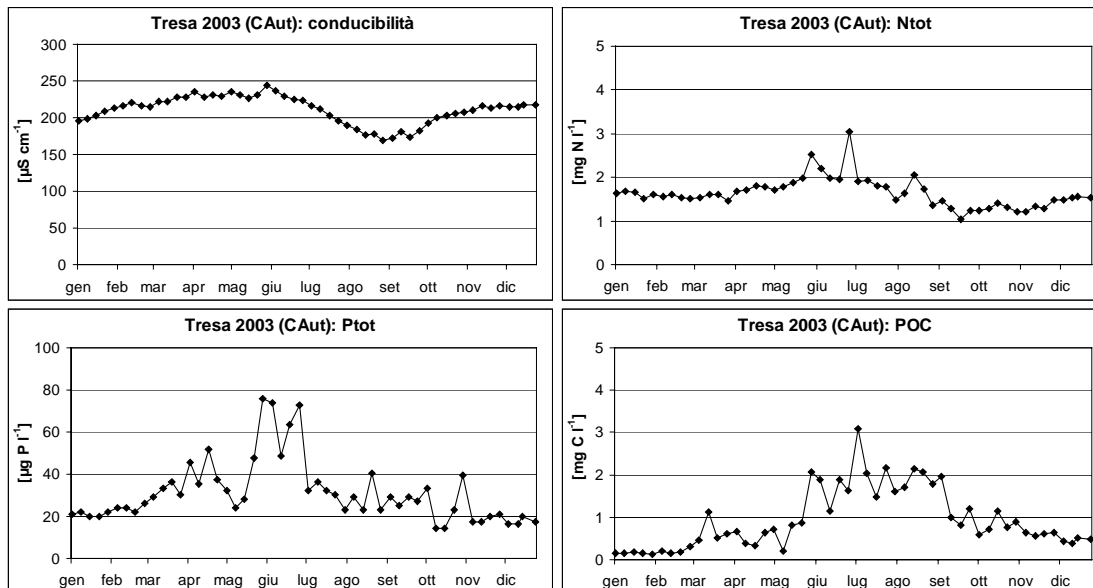 Tresa 2003 (CAut): conducibilità
300
250
200
150
100
50
0
[µS cm-1]
gen feb mar apr mag giu lug ago set ott nov dic
Tresa 2003 (CAut): Ntot
5
4
3
2
1
0
[mg N l-1]
gen feb mar apr mag giu lug ago set ott nov dic
Tresa 2003 (CAut): Ptot
100
80
60
40
20
0
[µg P l-1]
gen feb mar apr mag giu lug ago set ott nov dic
Tresa 2003 (CAut): POC
5
4
3
2
1
0
[mg C l-1]
gen feb mar apr mag giu lug ago set ott nov dic